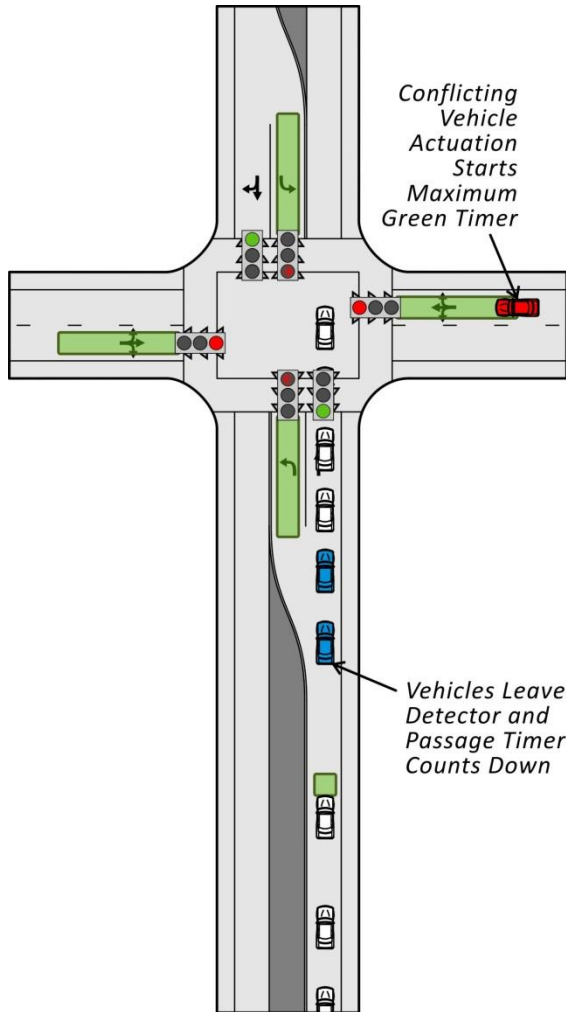 Conflicting
Vehicle
Actuation
Starts
Maximum
Green Timer
Vehicles Leave
Detector and
Passage Timer
Counts Down